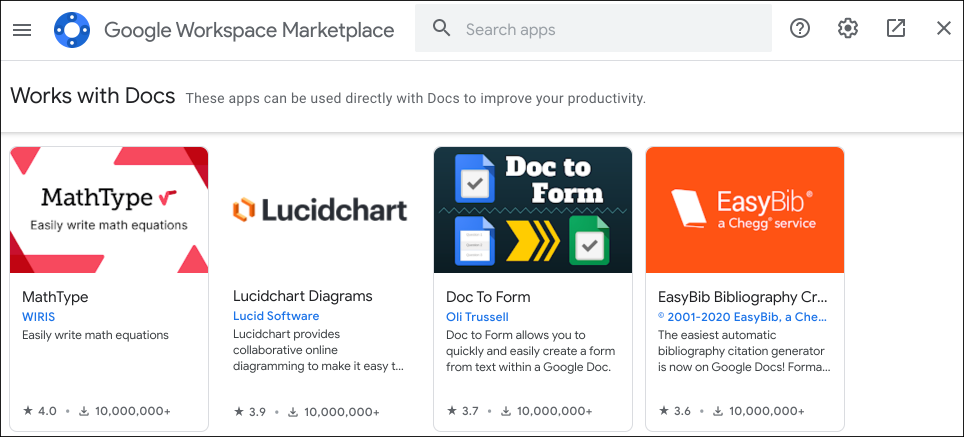 Google Workspace Marketplace
Search apps
Works with Docs These apps can be used directly with Docs to improve your productivity.
MathType √
Easily write math equations
MathType
WIRIS
Easily write math equations
4.0 • 10,000,000+
Lucidchart
Lucidchart Diagrams
Lucid Software
Lucidchart provides
collaborative online
diagramming to make it easy t...
3.9 • 10,000,000+
Doc to
Form
Doc To Form
Oli Trussell
Doc to Form allows you to
quickly and easily create a form
from text within a Google Doc.
3.7 • 10,000,000+
EasyBib®
a Chegg® service
EasyBib Bibliography Cr...
© 2001-2020 EasyBib, a Che...
The easiest automatic
bibliography citation generator
is now on Google Docs! Forma...
3.6 • 10,000,000+